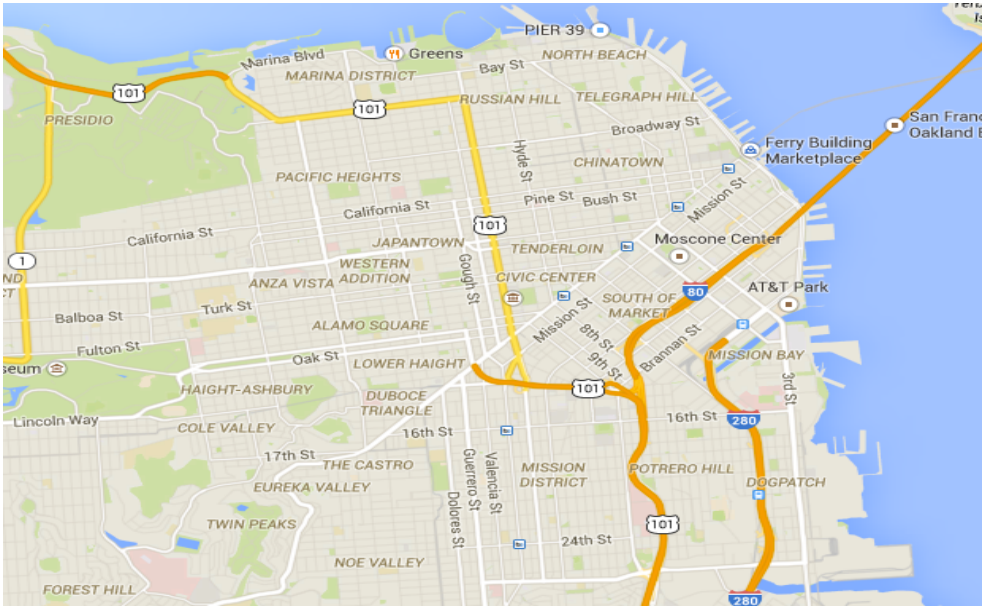 Yerb
Is
PIER 39
Marina Blvd
Greens
NORTH BEACH
MARINA DISTRICT
Bay St
101
101
RUSSIAN HILL
TELEGRAPH HILL
PRESIDIO
San Franc
Oakland B
Broadway St
Ferry Building
Marketplace
Hyde St
CHINATOWN
PACIFIC HEIGHTS
Pine St
Bush St
Mission St
California St
101
California St
JAPANTOWN
TENDERLOIN
Moscone Center
1
WESTERN
ADDITION
Gough St
ND
CT
ANZA VISTA
CIVIC CENTER
80
AT&T Park
SOUTH OF
MARKET
Turk St
Mission St
Balboa St
ALAMO SQUARE
8th St
Brannan St
Fulton St
Oak St
9th St
MISSION BAY
seum
LOWER HAIGHT
HAIGHT-ASHBURY
101
3rd St
DUBOCE
TRIANGLE
Lincoln Way
16th St
280
COLE VALLEY
16th St
17th St
THE CASTRO
Guerrero St
Valencia St
MISSION
DISTRICT
POTRERO HILL
EUREKA VALLEY
DOGPATCH
Dolores St
TWIN PEAKS
101
24th St
NOE VALLEY
FOREST HILL
280